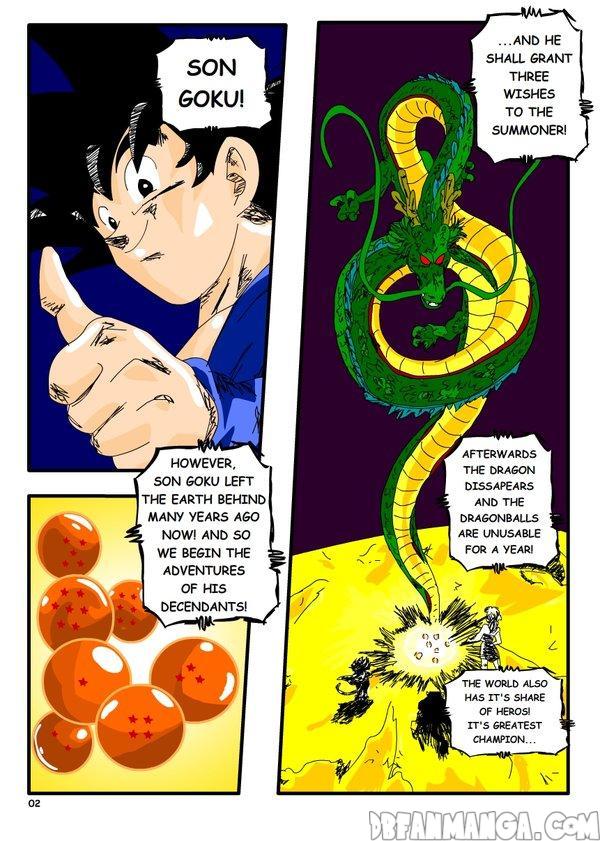 ...AND HE
SHALL GRANT
THREE
WISHES
TO THE
SUMMONER!
AFTERWARDS
THE DRAGON
DISSAPEARS
AND THE
DRAGONBALLS
ARE UNUSABLE
FOR A YEAR!
THE WORLD ALSO
HAS IT'S SHARE
OF HEROS!
IT'S GREATEST
CHAMPION...
SON
GOKU!
HOWEVER,
SON GOKU LEFT
THE EARTH BEHIND
MANY YEARS AGO
NOW! AND SO
WE BEGIN THE
ADVENTURES
OF HIS
DECENDANTS!
02
DBFANMANGA.COM